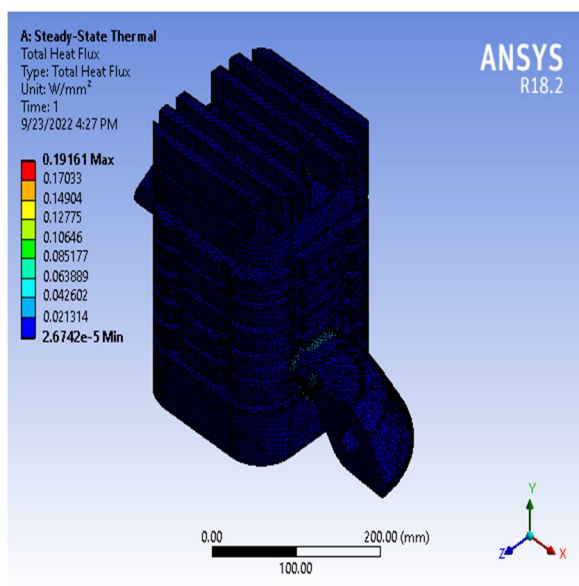 A: Steady-State Thermal
Total Heat Flux
Type: Total Heat Flux
Unit: W/mm²
Time: 1
9/23/2022 4:27 PM
0.19161 Max
0.17033
0.14904
0.12775
0.10646
0.085177
0.063889
0.042602
0.021314
2.6742e-5 Min
ANSYS
R18.2
0.00
200.00 (mm)
100.00
Y
Z
X